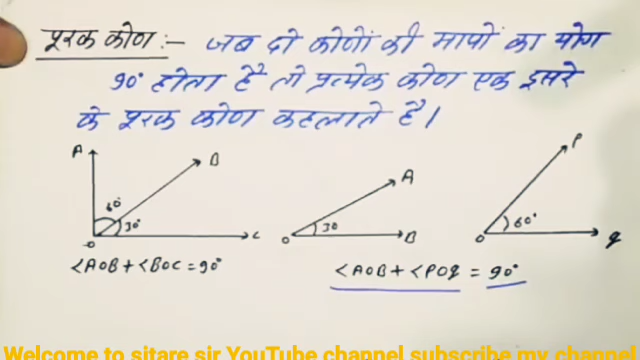 पूरक कोण :- जब दो कोणों की मापों का योग
90° होता है तो प्रत्येक कोण एक दूसरे
के पूरक कोण कहलाते है।
A B P
A
60°
30° 30 60°
O C O B O q
∠AOB + ∠BOC = 90°
∠AOB + ∠POq = 90°
Welcome to sitare sir YouTube channel subscribe my channel